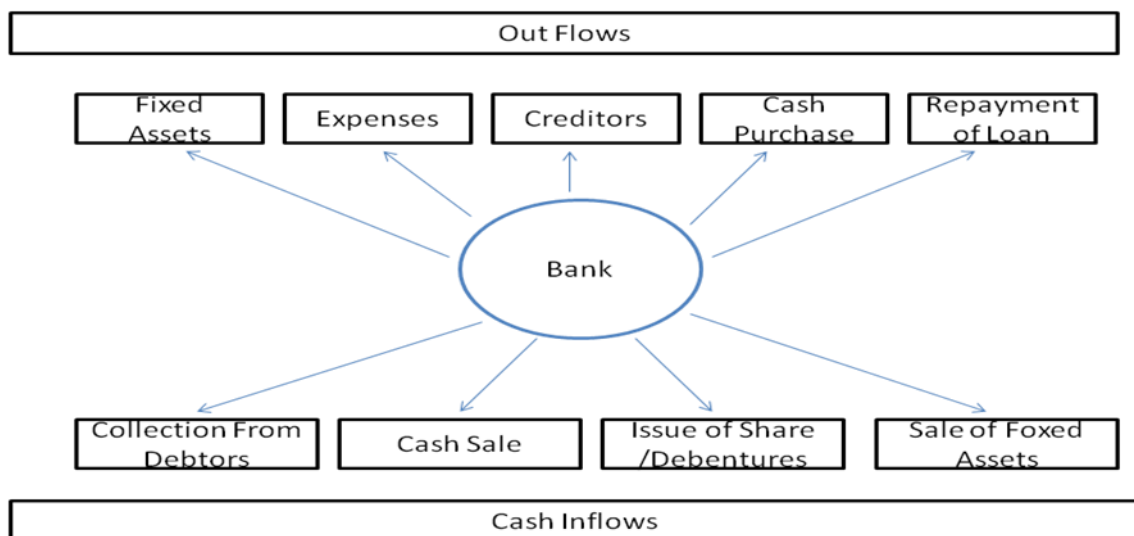 Out Flows
Fixed
Assets
Expenses
Creditors
Cash
Purchase
Repayment
of Loan
Bank
Collection From
Debtors
Cash Sale
Issue of Share
/Debentures
Sale of Foxed
Assets
Cash Inflows